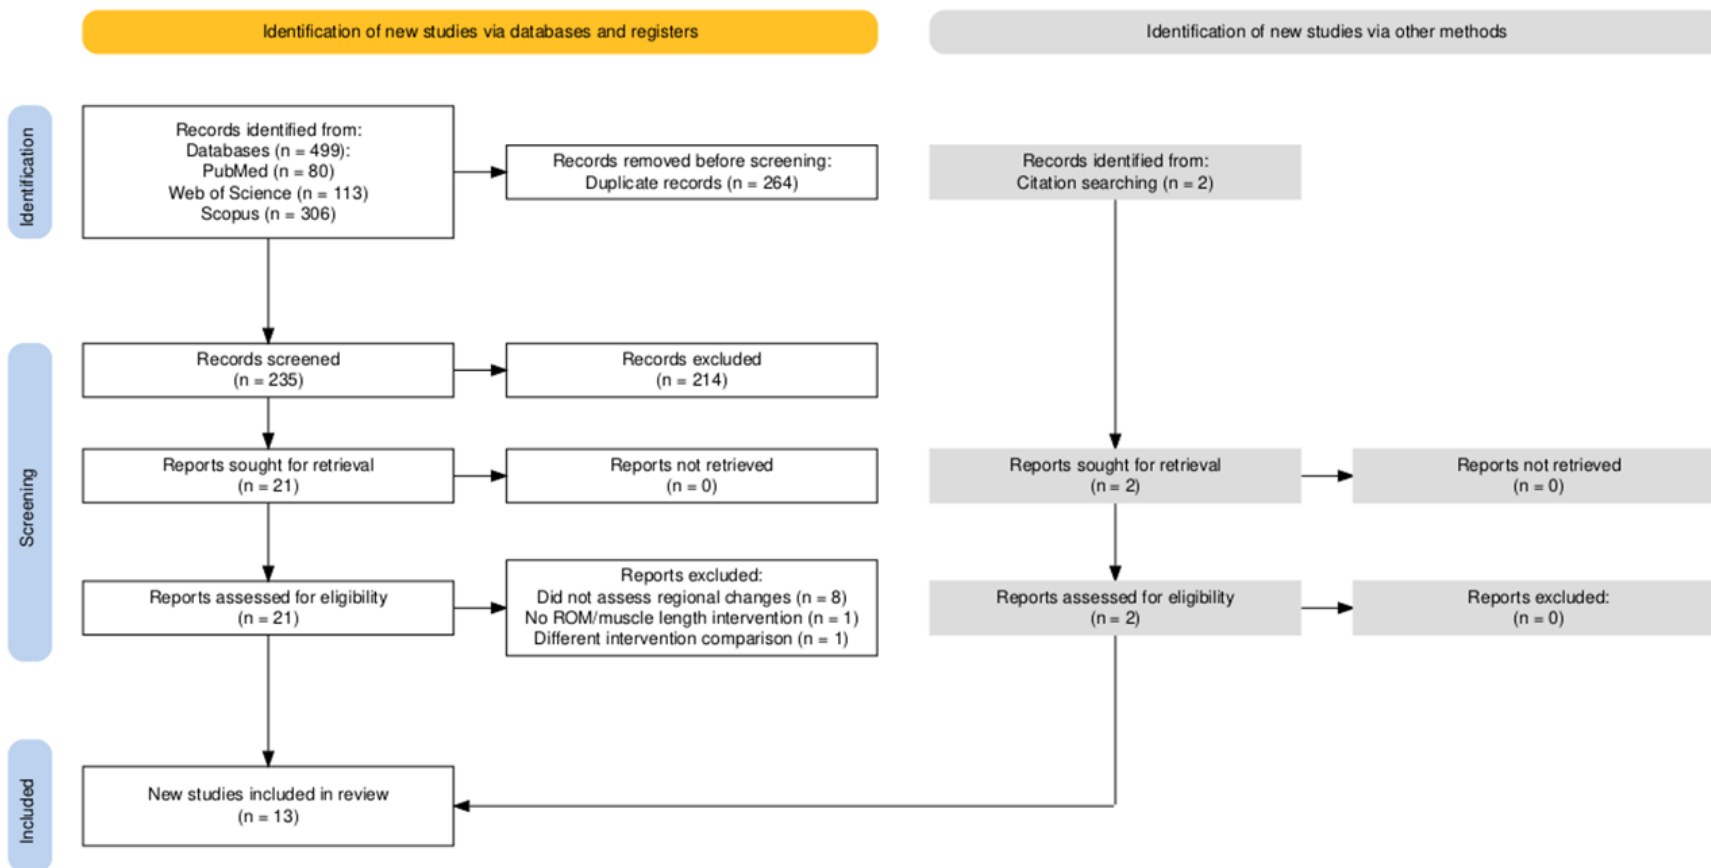 Identification of new studies via databases and registers
Identification of new studies via other methods
Identification
Records identified from:
Databases (n = 499):
PubMed (n = 80)
Web of Science (n = 113)
Scopus (n = 306)
Records removed before screening:
Duplicate records (n = 264)
Records identified from:
Citation searching (n = 2)
Screening
Records screened
(n = 235)
Records excluded
(n = 214)
Reports sought for retrieval
(n = 21)
Reports not retrieved
(n = 0)
Reports sought for retrieval
(n = 2)
Reports not retrieved
(n = 0)
Reports assessed for eligibility
(n = 21)
Reports excluded:
Did not assess regional changes (n = 8)
No ROM/muscle length intervention (n = 1)
Different intervention comparison (n = 1)
Reports assessed for eligibility
(n = 2)
Reports excluded:
(n = 0)
Included
New studies included in review
(n = 13)